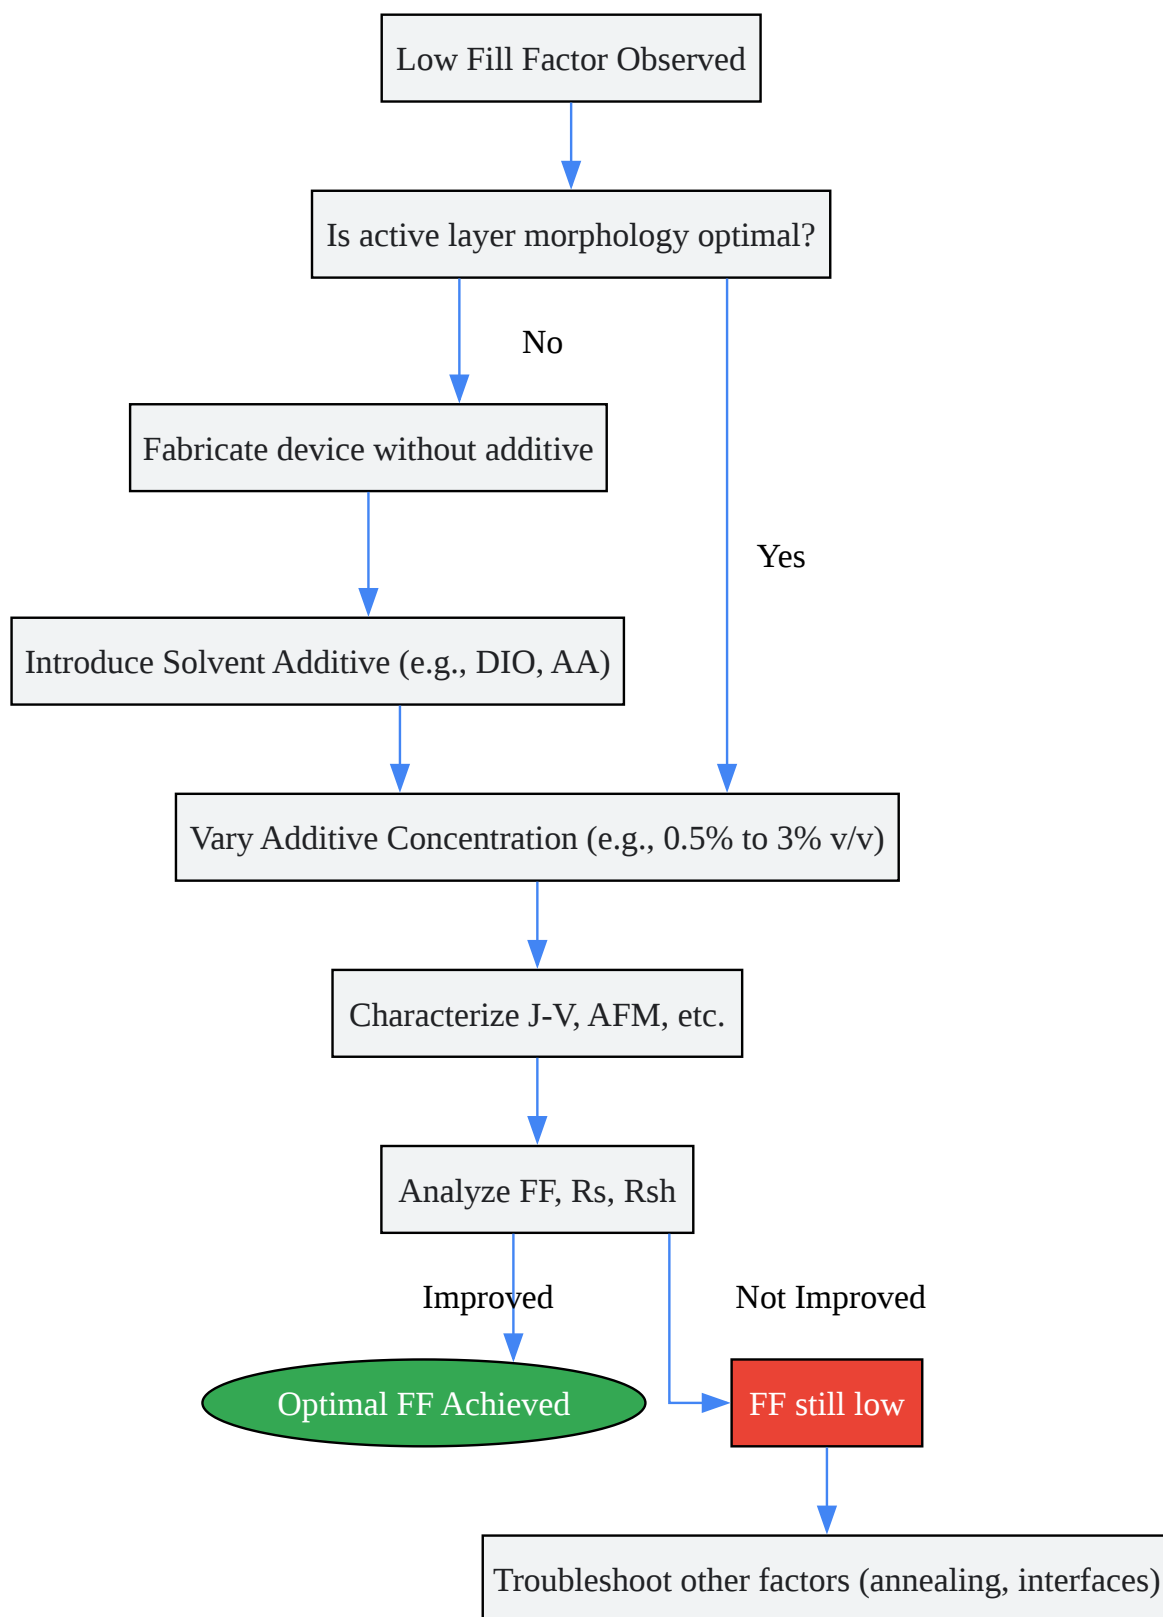 Low Fill Factor Observed
Is active layer morphology optimal?
No
Fabricate device without additive
Yes
Introduce Solvent Additive (e.g., DIO, AA)
Vary Additive Concentration (e.g., 0.5% to 3% v/v)
Characterize J-V, AFM, etc.
Analyze FF, Rs, Rsh
Improved
Not Improved
Optimal FF Achieved
FF still low
Troubleshoot other factors (annealing, interfaces)